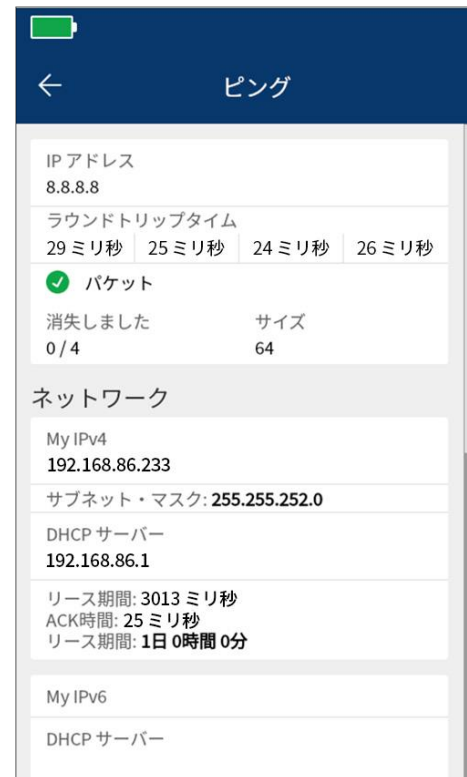 ピング
IP アドレス
8.8.8.8
ラウンドトリップタイム
29 ミリ秒 25 ミリ秒 24 ミリ秒 26 ミリ秒
パケット
消失しました サイズ
0 / 4 64
ネットワーク
My IPv4
192.168.86.233
サブネット・マスク: 255.255.252.0
DHCP サーバー
192.168.86.1
リース期間: 3013 ミリ秒
ACK時間: 25 ミリ秒
リース期間: 1日 0時間 0分
My IPv6
DHCP サーバー